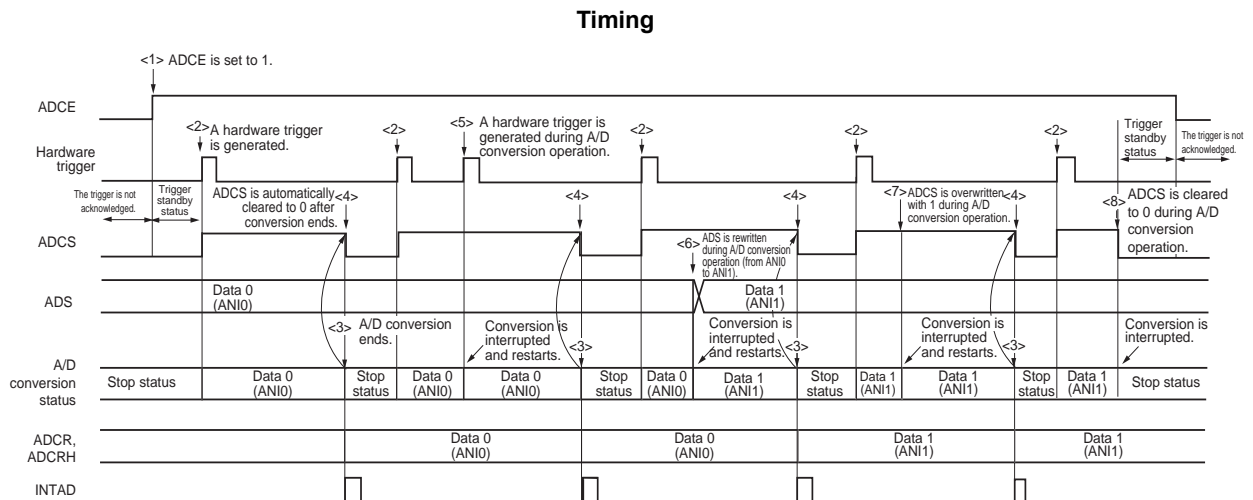 Timing
<1> ADCE is set to 1.
ADCE
<2> A hardware trigger
is generated.
<2>
<5> A hardware trigger is
generated during A/D
conversion operation.
<2>
<2>
<2>
Trigger
standby
status
The trigger is not
acknowledged.
Hardware
trigger
The trigger is not
acknowledged.
Trigger
standby
status
ADCS is automatically
cleared to 0 after
conversion ends.
<4>
<4>
<4>
<7> ADCS is overwritten
with 1 during A/D
conversion operation.
<4>
<8> ADCS is cleared
to 0 during A/D
conversion
operation.
ADCS
<6> ADS is rewritten
during A/D conversion
operation (from ANI0
to ANI1).
ADS
Data 0
(ANI0)
Data 1
(ANI1)
<3> A/D conversion
ends.
Conversion is
interrupted
and restarts.
<3>
Conversion is
interrupted
and restarts.
<3>
Conversion is
interrupted
and restarts.
<3>
Conversion is
interrupted.
A/D
conversion
status
Stop status
Data 0
(ANI0)
Stop
status
Data 0
(ANI0)
Data 0
(ANI0)
Stop
status
Data 0
(ANI0)
Data 1
(ANI1)
Stop
status
Data 1
(ANI1)
Data 1
(ANI1)
Stop
status
Data 1
(ANI1)
Stop status
ADCR,
ADCRH
Data 0
(ANI0)
Data 0
(ANI0)
Data 1
(ANI1)
Data 1
(ANI1)
INTAD